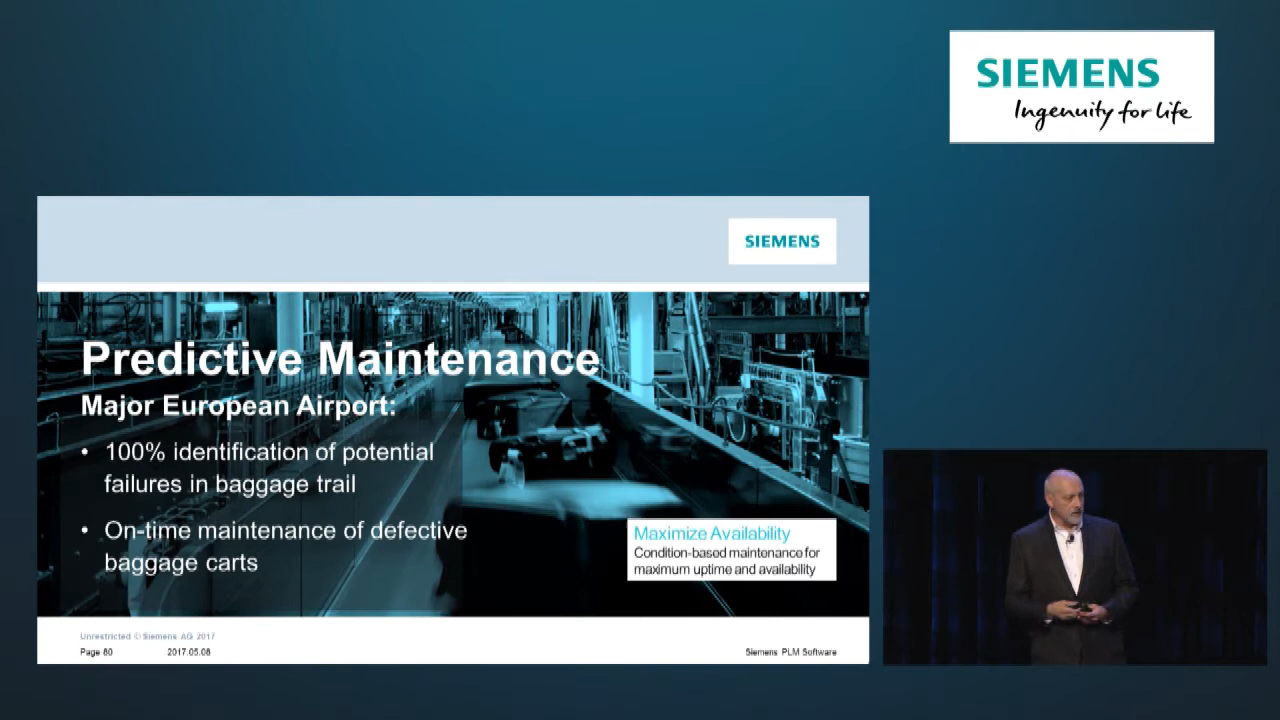 SIEMENS
Ingenuity for life
SIEMENS
Predictive Maintenance
Major European Airport:
• 100% identification of potential
failures in baggage trail
• On-time maintenance of defective
baggage carts
Maximize Availability
Condition-based maintenance for
maximum uptime and availability
Unrestricted © Siemens AG 2017
Page 80 2017.05.08 Siemens PLM Software